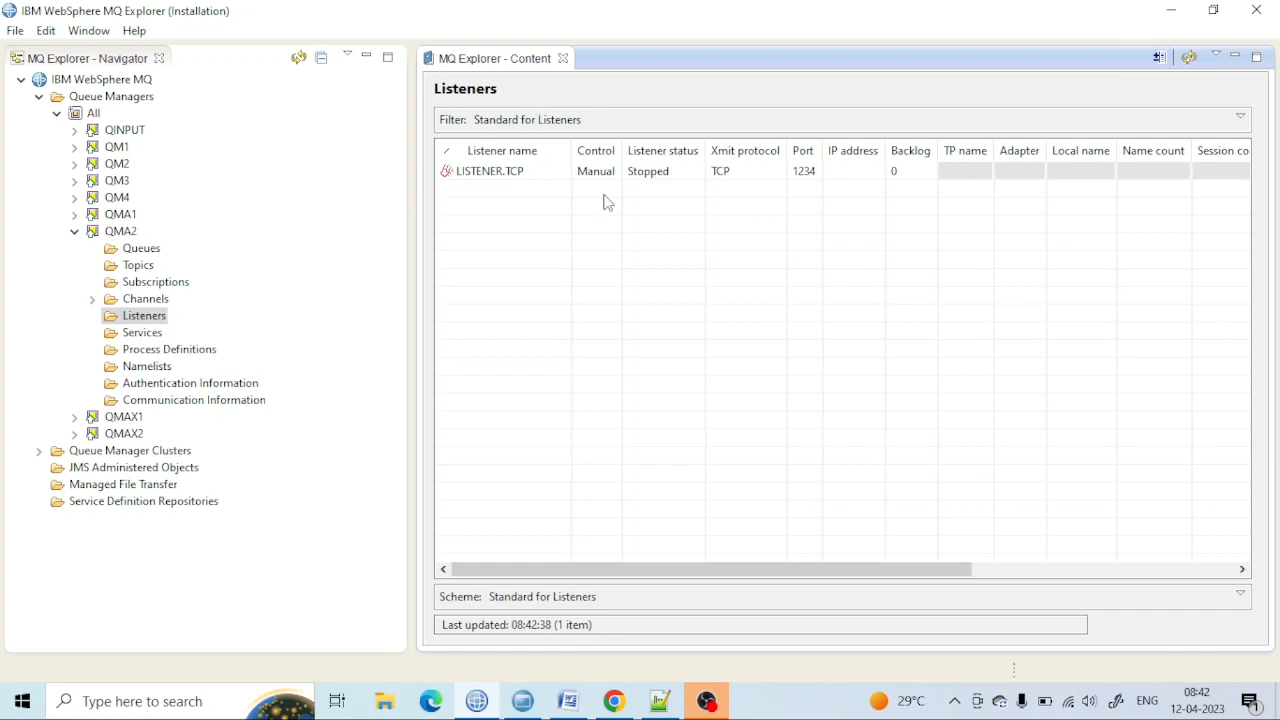 IBM WebSphere MQ Explorer (Installation)
File Edit Window Help
MQ Explorer - Navigator
IBM WebSphere MQ
Queue Managers
All
QINPUT
QM1
QM2
QM3
QM4
QMA1
QMA2
Queues
Topics
Subscriptions
Channels
Listeners
Services
Process Definitions
Namelists
Authentication Information
Communication Information
QMAX1
QMAX2
Queue Manager Clusters
JMS Administered Objects
Managed File Transfer
Service Definition Repositories
MQ Explorer - Content
Listeners
Filter: Standard for Listeners
Listener name Control Listener status Xmit protocol Port IP address Backlog TP name Adapter Local name Name count Session co
LISTENER.TCP Manual Stopped TCP 1234 0
Scheme: Standard for Listeners
Last updated: 08:42:38 (1 item)
Type here to search
29°C
ENG
08:42
12-04-2023
1